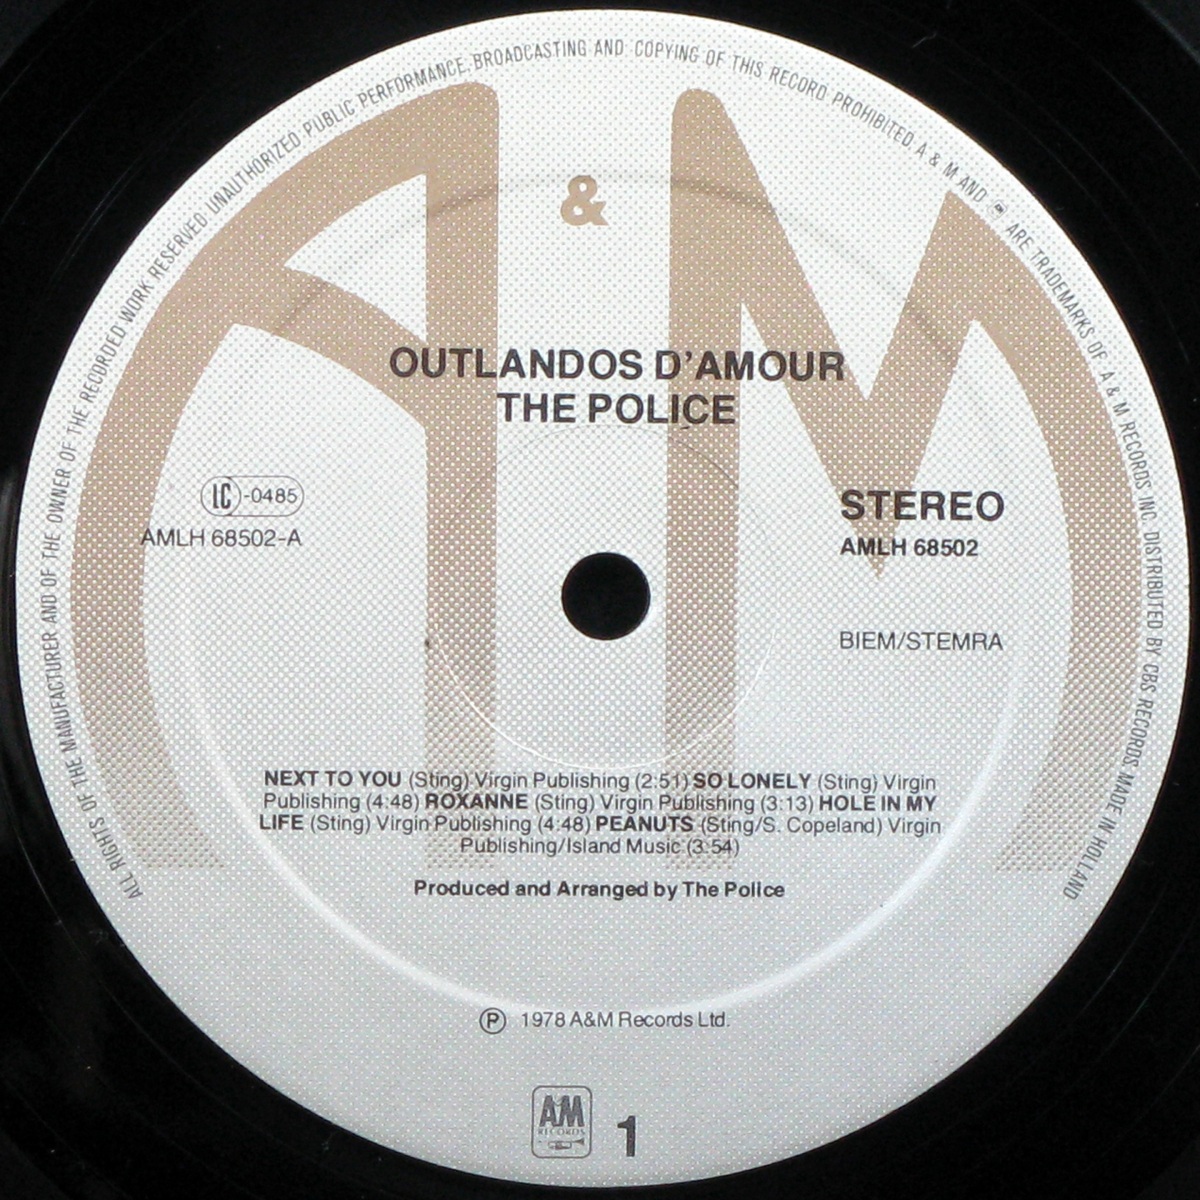 ALL RIGHTS OF THE MANUFACTURER AND OF THE OWNER OF THE RECORDED WORK RESERVED UNAUTHORIZED PUBLIC PERFORMANCE, BROADCASTING AND COPYING OF THIS RECORD PROHIBITED A & M AND ARE TRADEMARKS OF A & M RECORDS INC. DISTRIBUTED BY CBS RECORDS MADE IN HOLLAND
A & M
OUTLANDOS D'AMOUR
THE POLICE
LC-0485
AMLH 68502-A
STEREO
AMLH 68502
BIEM/STEMRA
NEXT TO YOU (Sting) Virgin Publishing (2:51) SO LONELY (Sting) Virgin
Publishing (4:48) ROXANNE (Sting) Virgin Publishing (3:13) HOLE IN MY
LIFE (Sting) Virgin Publishing (4:48) PEANUTS (Sting/S. Copeland) Virgin
Publishing/Island Music (3:54)
Produced and Arranged by The Police
Ⓟ 1978 A&M Records Ltd.
A&M
RECORDS
1